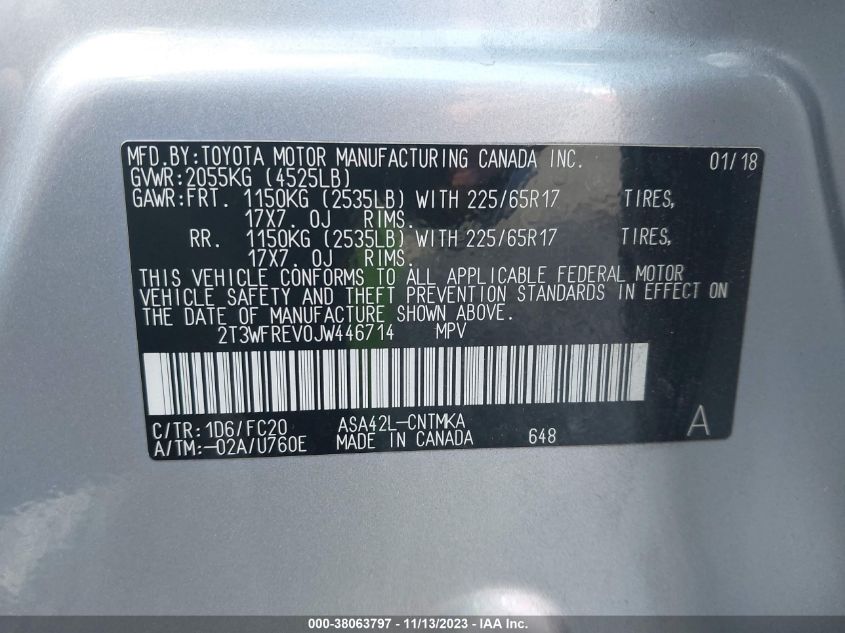 MFD.BY:TOYOTA MOTOR MANUFACTURING CANADA INC. 01/18
GVWR:2055KG (4525LB)
GAWR:FRT. 1150KG (2535LB) WITH 225/65R17 TIRES,
17X7.0J RIMS.
RR. 1150KG (2535LB) WITH 225/65R17 TIRES,
17X7.0J RIMS.
THIS VEHICLE CONFORMS TO ALL APPLICABLE FEDERAL MOTOR
VEHICLE SAFETY AND THEFT PREVENTION STANDARDS IN EFFECT ON
THE DATE OF MANUFACTURE SHOWN ABOVE.
2T3WFREV0JW446714 MPV
C/TR:1D6/FC20 ASA42L-CNTMKA
A/TM:-02A/U760E MADE IN CANADA 648 A
000-38063797 - 11/13/2023 - IAA Inc.